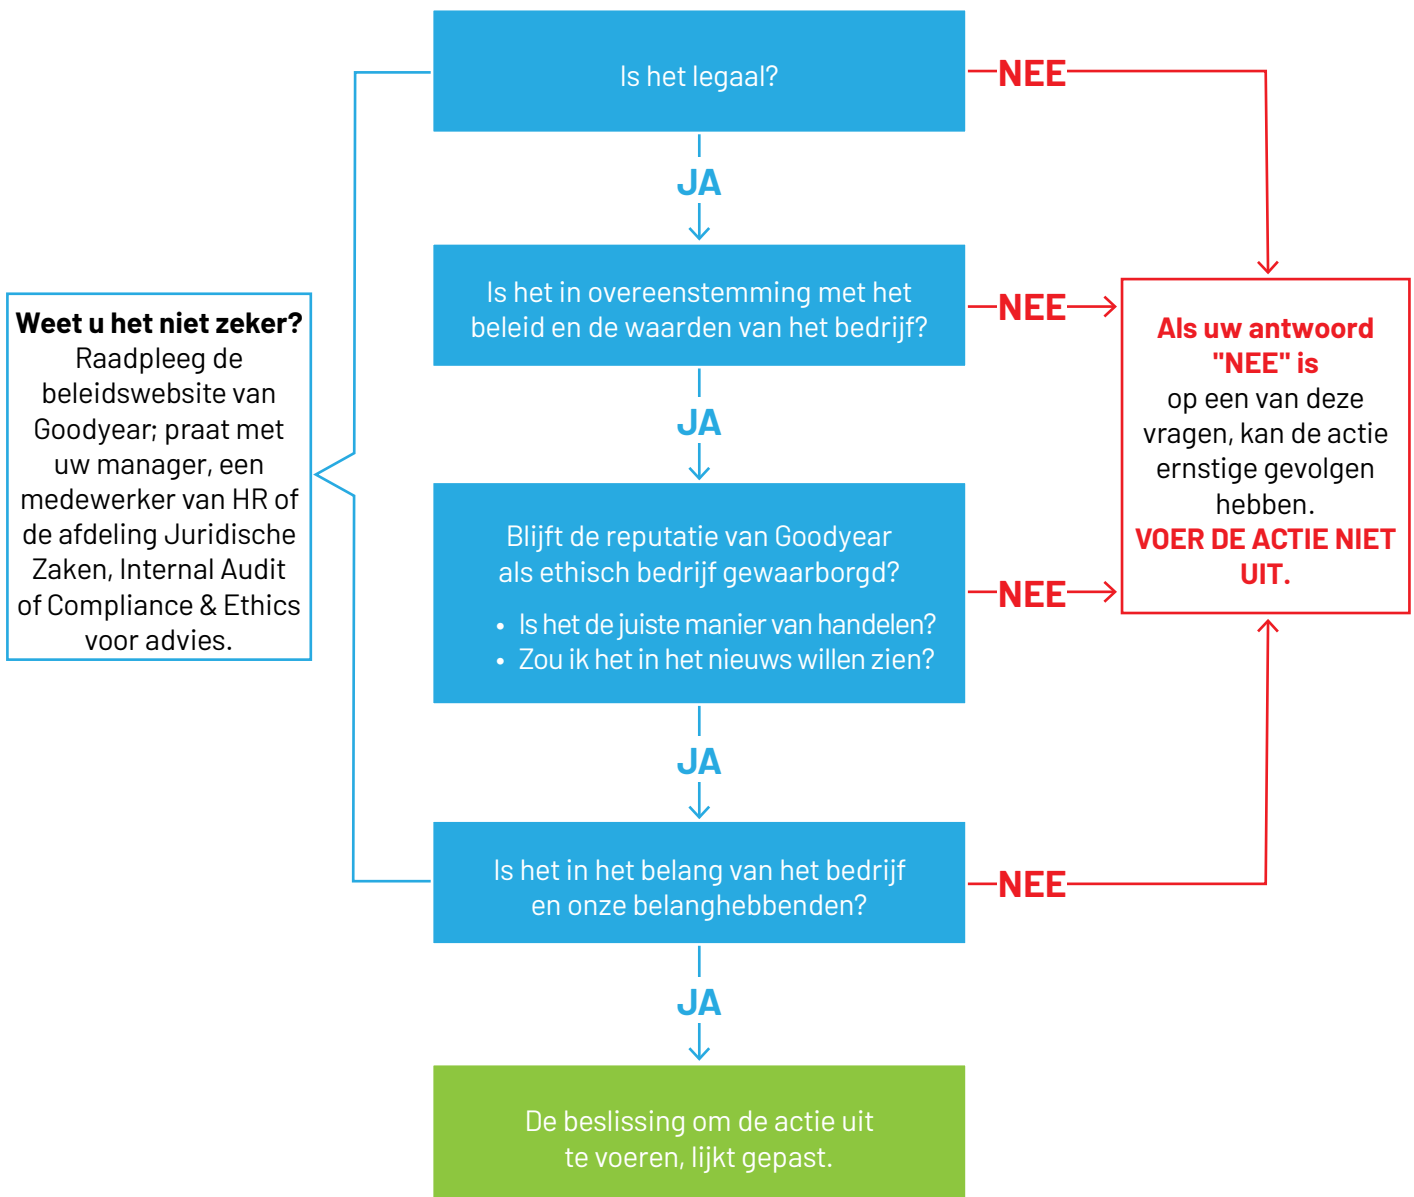 Is het legaal?
NEE
JA
Is het in overeenstemming met het
beleid en de waarden van het bedrijf?
NEE
JA
Weet u het niet zeker?
Raadpleeg de
beleidswebsite van
Goodyear; praat met
uw manager, een
medewerker van HR of
de afdeling Juridische
Zaken, Internal Audit
of Compliance & Ethics
voor advies.
Als uw antwoord
"NEE" is
op een van deze
vragen, kan de actie
ernstige gevolgen
hebben.
VOER DE ACTIE NIET
UIT.
Blijft de reputatie van Goodyear
als ethisch bedrijf gewaarborgd?
• Is het de juiste manier van handelen?
• Zou ik het in het nieuws willen zien?
NEE
JA
Is het in het belang van het bedrijf
en onze belanghebbenden?
NEE
JA
De beslissing om de actie uit
te voeren, lijkt gepast.